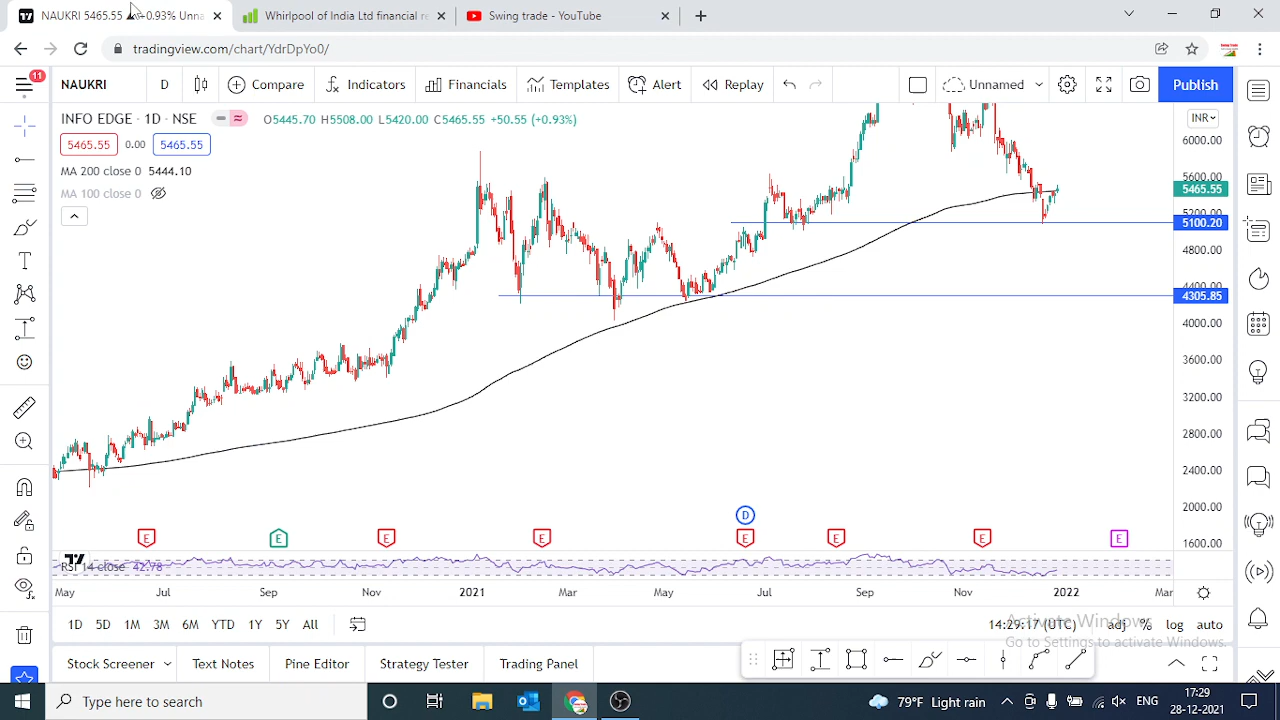 NAUKRI 5465.55 ▲ +0.93% Unna
Whirlpool of India Ltd financial re
Swing trade - YouTube
tradingview.com/chart/YdrDpYo0/
11
NAUKRI D Compare Indicators Financials Templates Alert Replay Unnamed Publish
INFO EDGE · 1D · NSE O5445.70 H5508.00 L5420.00 C5465.55 +50.55 (+0.93%)
INR
5465.55 0.00 5465.55
MA 200 close 0 5444.10
MA 100 close 0
6000.00
5600.00
5465.55
5200.00
5100.20
4800.00
4400.00
4305.85
4000.00
3600.00
3200.00
2800.00
2400.00
2000.00
1600.00
D
E E E E E E E E
RSI 14 close 42.78
May Jul Sep Nov 2021 Mar May Jul Sep Nov 2022 Mar
1D 5D 1M 3M 6M YTD 1Y 5Y All
14:29:17 (UTC) adj % log auto
Activate Windows
Go to Settings to activate Windows.
Stock Screener Text Notes Pine Editor Strategy Tester Trading Panel
Type here to search
79°F Light rain
ENG
17:29
28-12-2021